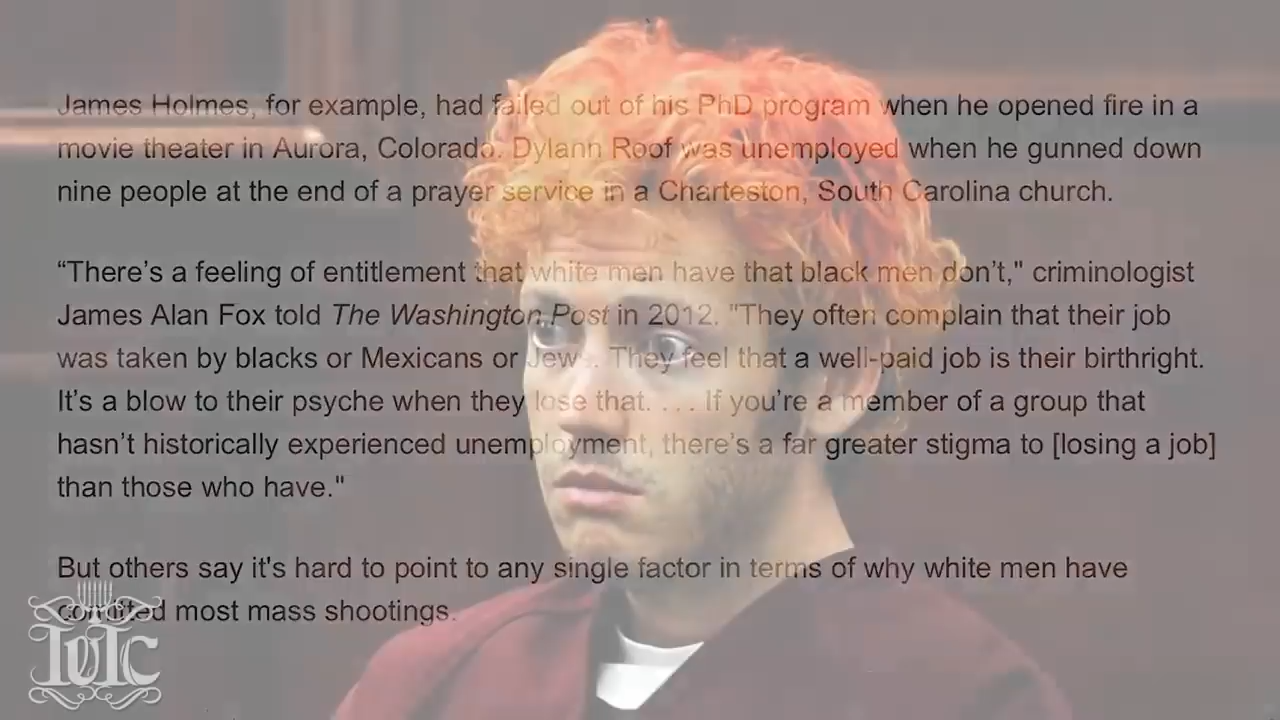 James Holmes, for example, had failed out of his PhD program when he opened fire in a
movie theater in Aurora, Colorado. Dylann Roof was unemployed when he gunned down
nine people at the end of a prayer service in a Charteston, South Carolina church.
“There’s a feeling of entitlement that white men have that black men don’t," criminologist
James Alan Fox told The Washington Post in 2012. "They often complain that their job
was taken by blacks or Mexicans or Jews. They feel that a well-paid job is their birthright.
It’s a blow to their psyche when they lose that. . . . If you’re a member of a group that
hasn’t historically experienced unemployment, there’s a far greater stigma to [losing a job]
than those who have."
But others say it's hard to point to any single factor in terms of why white men have
committed most mass shootings.
IUIC